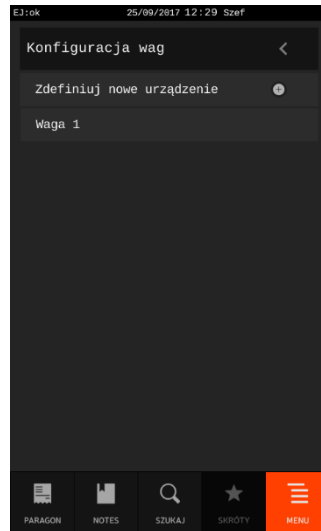 EJ:ok 25/09/2017 12:29 Szef
Konfiguracja wag
Zdefiniuj nowe urządzenie
Waga 1
PARAGON NOTES SZUKAJ SKRÓTY MENU